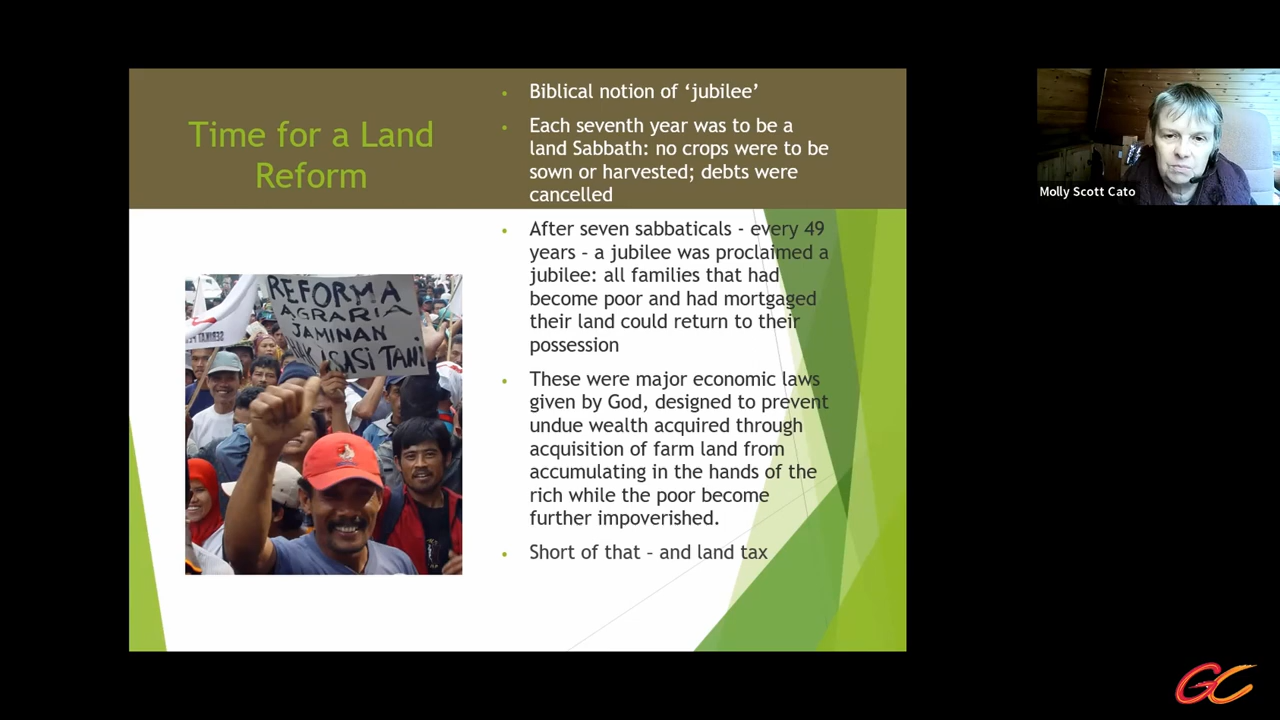 Time for a Land
Reform
• Biblical notion of ‘jubilee’
• Each seventh year was to be a
land Sabbath: no crops were to be
sown or harvested; debts were
cancelled
• After seven sabbaticals - every 49
years – a jubilee was proclaimed a
jubilee: all families that had
become poor and had mortgaged
their land could return to their
possession
• These were major economic laws
given by God, designed to prevent
undue wealth acquired through
acquisition of farm land from
accumulating in the hands of the
rich while the poor become
further impoverished.
• Short of that – and land tax
REFORMA
AGRARIA
JAMINAN
TANI
Molly Scott Cato
GC